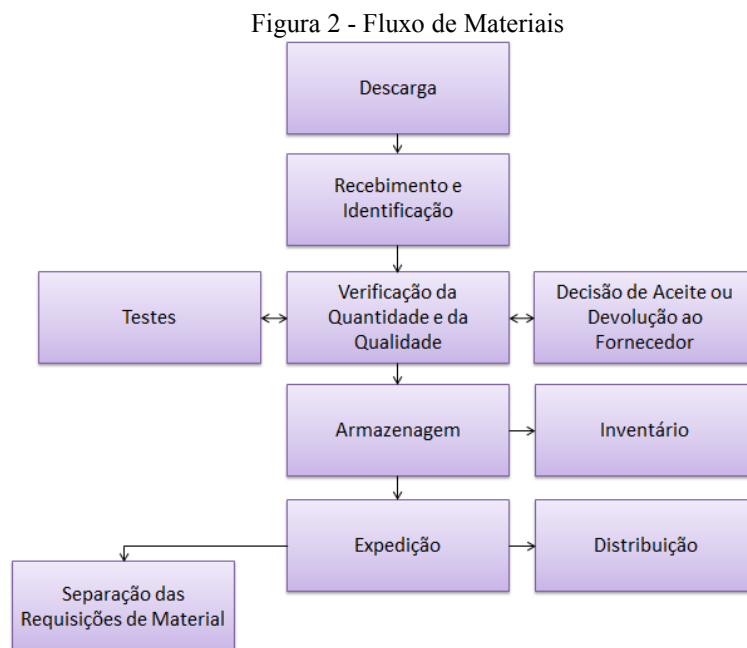 Figura 2 - Fluxo de Materiais
Descarga
Recebimento e
Identificação
Testes
Verificação da
Quantidade e da
Qualidade
Decisão de Aceite ou
Devolução ao
Fornecedor
Armazenagem
Inventário
Expedição
Distribuição
Separação das
Requisições de Material